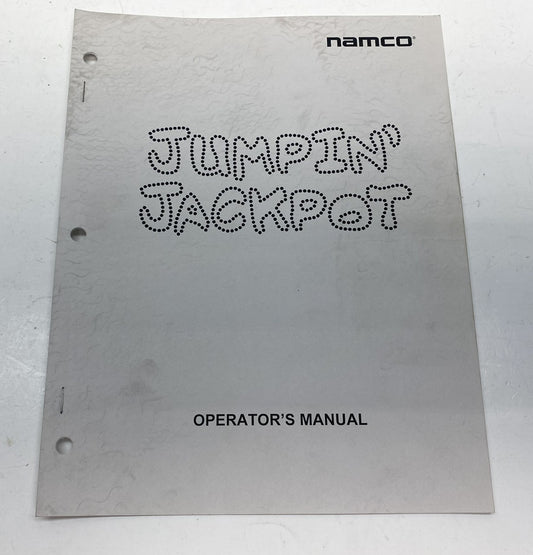 namco®
JUMPIN'
JACKPOT
OPERATOR'S MANUAL